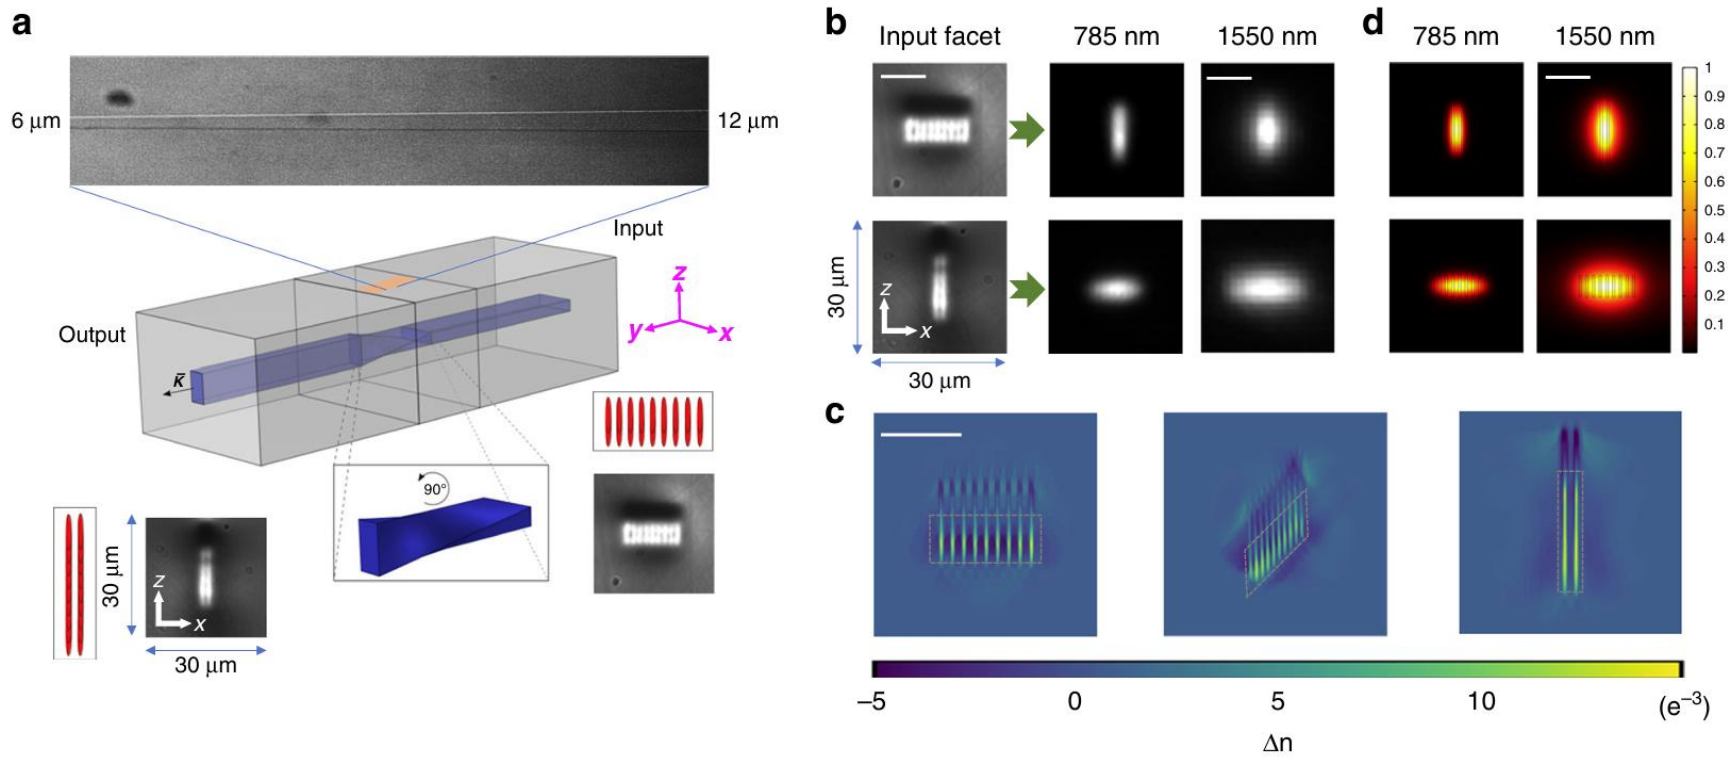 a
6 μm
12 μm
Input
Output
z
y
x
κ̄
90°
30 μm
z
x
30 μm
b
Input facet
785 nm
1550 nm
30 μm
z
x
30 μm
d
785 nm
1550 nm
1
0.9
0.8
0.7
0.6
0.5
0.4
0.3
0.2
0.1
c
–5
0
5
10
(e⁻³)
Δn